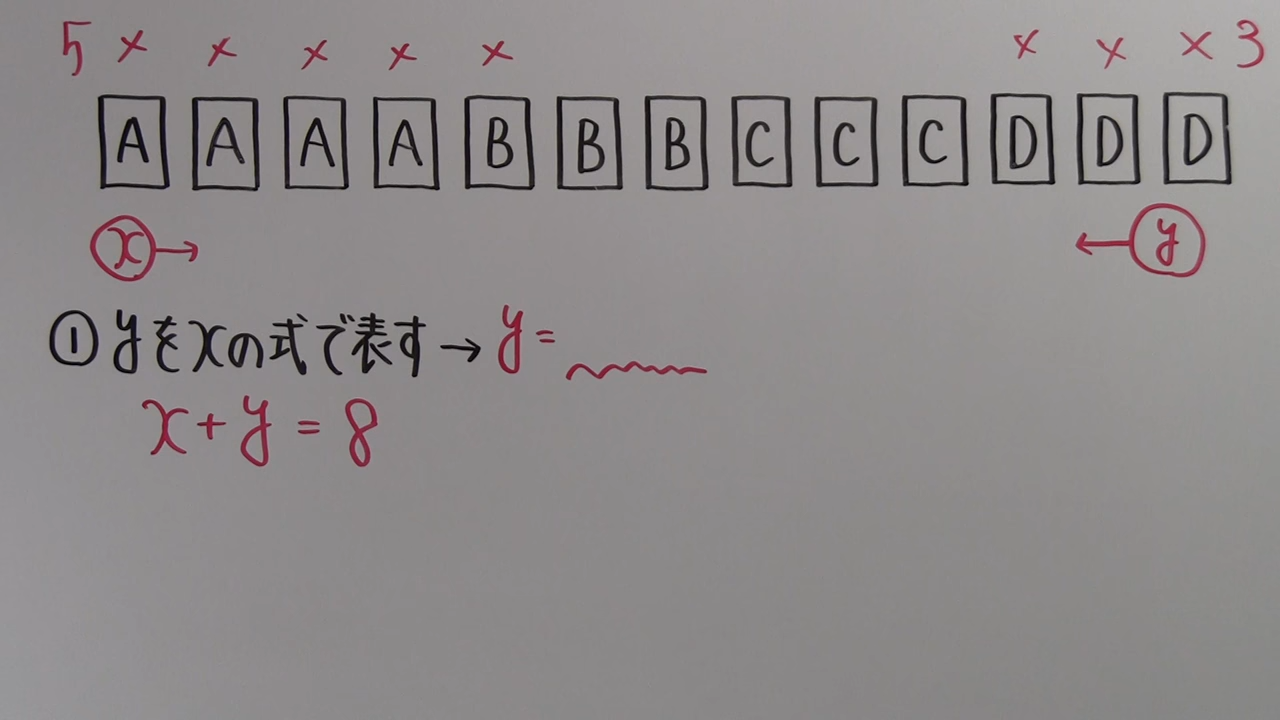 5 × × × × × × × × 3
A A A A B B B C C C D D D
x → ← y
① yをxの式で表す → y=
x + y = 8